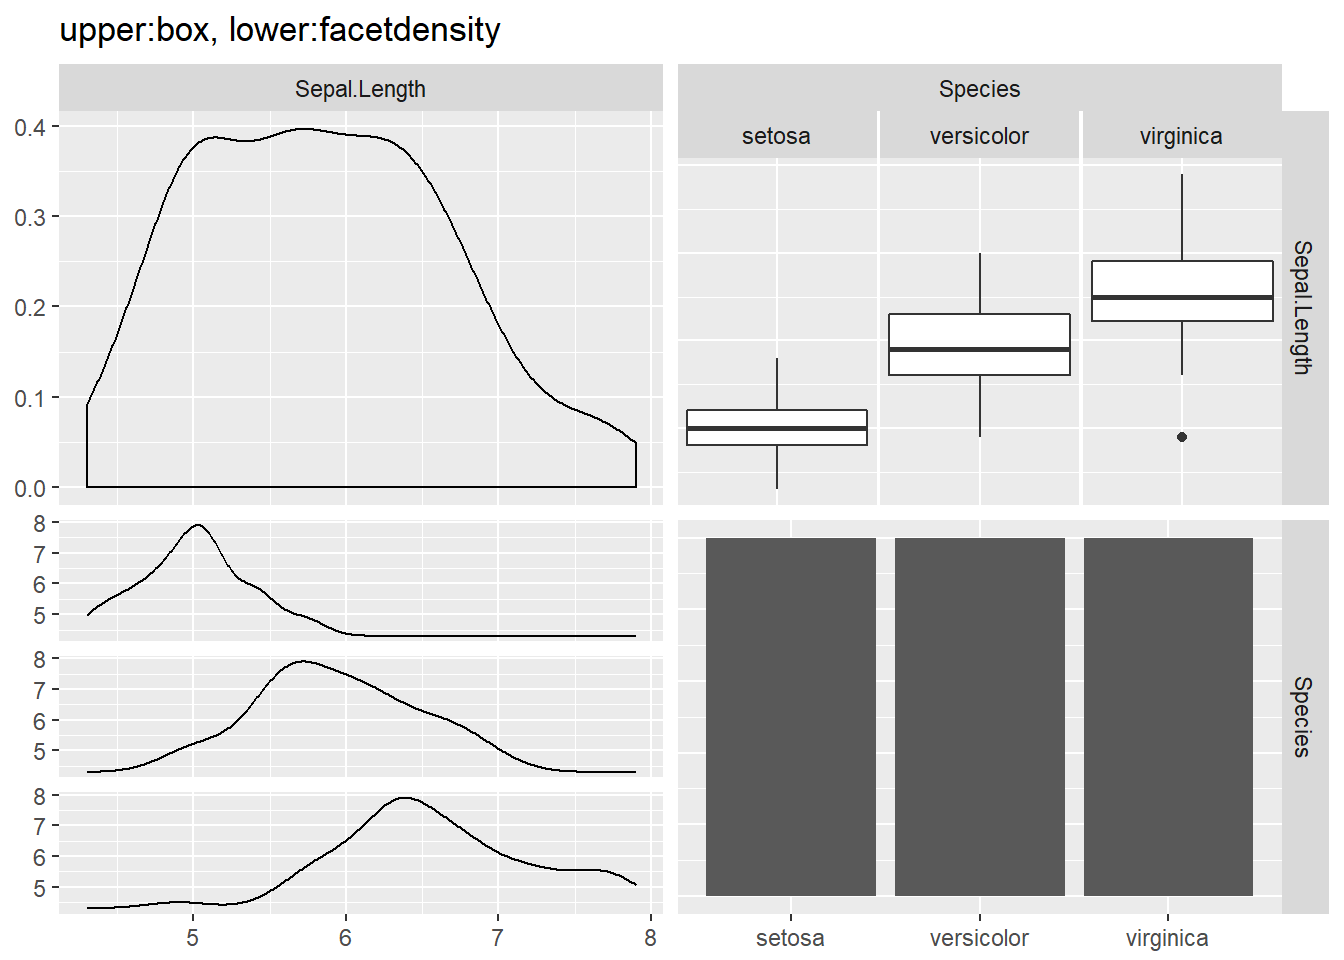 upper:box, lower:facetdensity
Sepal.Length
Species
setosa versicolor virginica
0.4
0.3
0.2
0.1
0.0
Sepal.Length
8
7
6
5
8
7
6
5
8
7
6
5
Species
5 6 7 8
setosa versicolor virginica